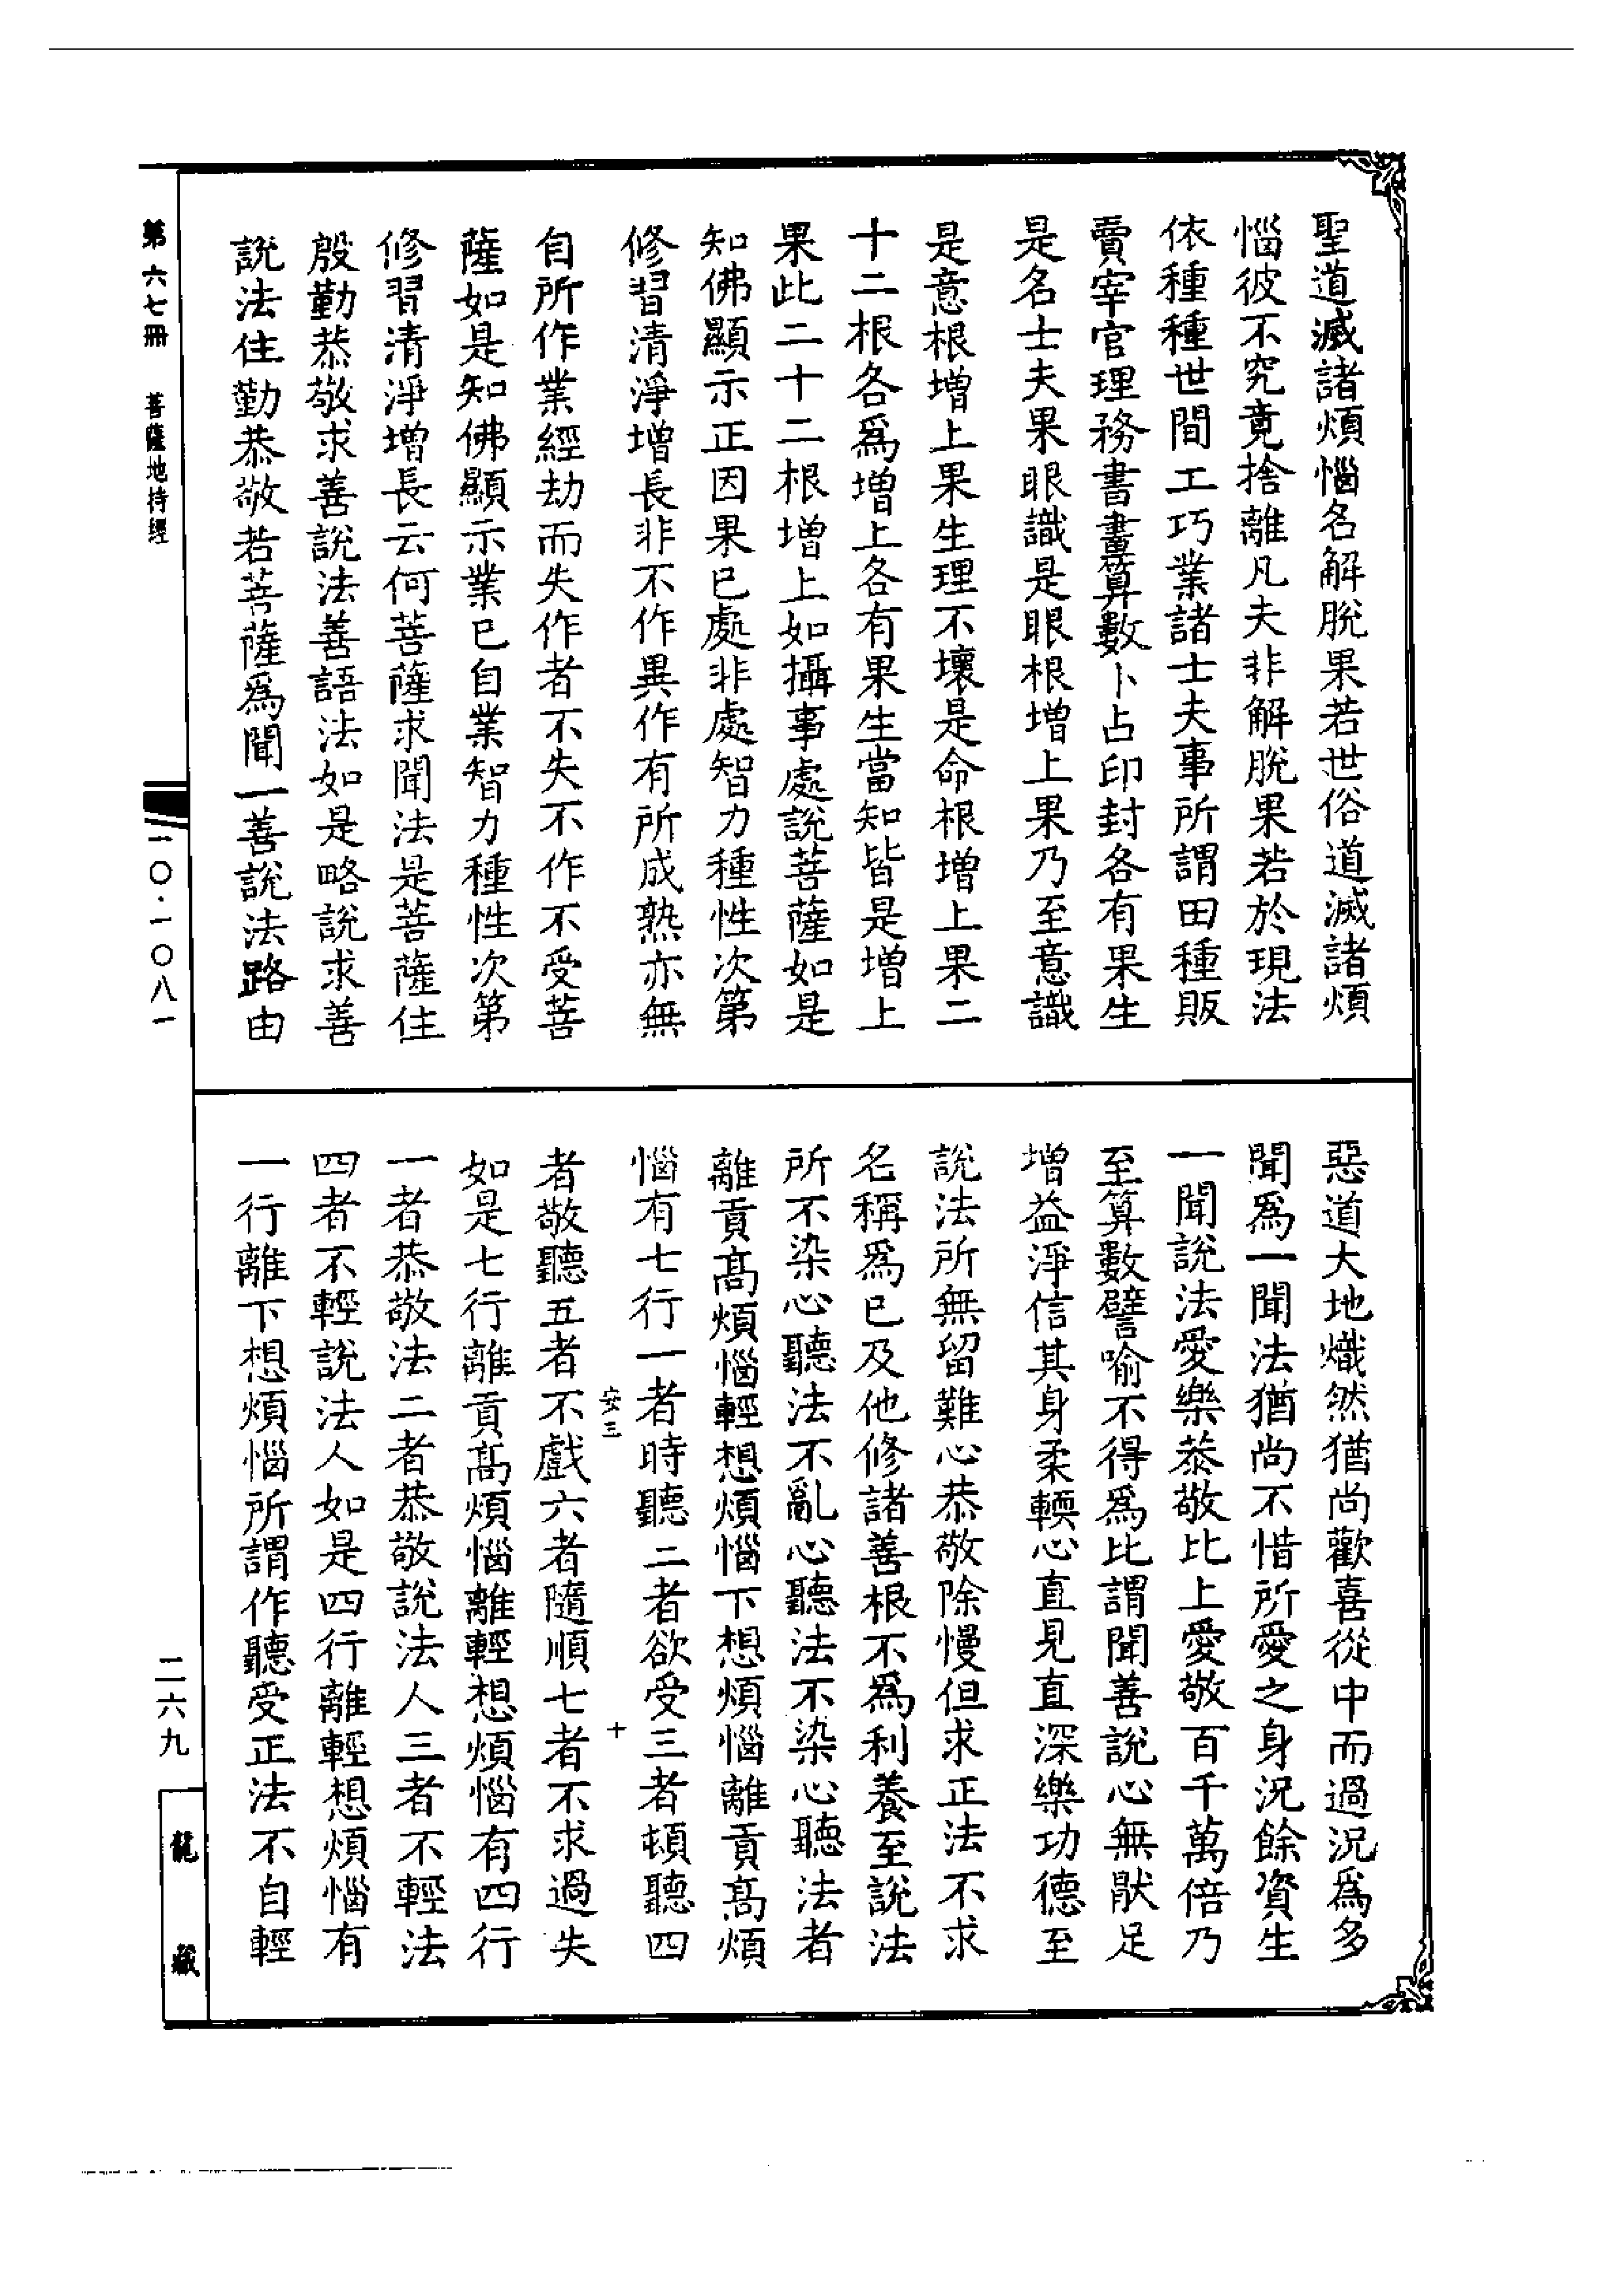 聖道滅諸煩惱名解脫果若世俗道滅諸煩
惱彼不究竟捨離凡夫非解脫果若於現法
依種種世間工巧業諸士夫事所謂田種販
賣宰官理務書畫算數卜占印封各有果生
是名士夫果眼識是眼根增上果乃至意識
是意根增上果生理不壞是命根增上果二
十二根各爲增上各有果生當知皆是增上
果此二十二根增上如攝事處說菩薩如是
知佛顯示正因果已處非處智力種性次第
修習清淨增長非不作異作有所成熟亦無
自所作業經劫而失作者不失不作不受菩
薩如是知佛顯示業已自業智力種性次第
修習清淨增長云何菩薩求聞法是菩薩住
殷勤恭敬求善說法善語法如是略說求善
說法住勤恭敬若菩薩爲聞一善說法路由
惡道大地熾然猶尚歡喜從中而過況爲多
聞爲一聞法猶尚不惜所愛之身況餘資生
一聞說法愛樂恭敬比上愛敬百千萬倍乃
至算數譬喻不得爲比謂聞善說心無猒足
增益淨信其身柔輭心直見直深樂功德至
說法所無留難心恭敬除慢但求正法不求
名稱爲已及他修諸善根不爲利養至說法
所不染心聽法不亂心聽法不染心聽法者
離貢髙煩惱輕想煩惱下想煩惱離貢髙煩
惱有七行一者時聽二者欲受三者頓聽四
安三
十
者敬聽五者不戲六者隨順七者不求過失
如是七行離貢髙煩惱離輕想煩惱有四行
一者恭敬法二者恭敬說法人三者不輕法
四者不輕說法人如是四行離輕想煩惱有
一行離下想煩惱所謂作聽受正法不自輕
第六七冊
菩薩地持經
一〇·一〇八一
二六九
龍藏